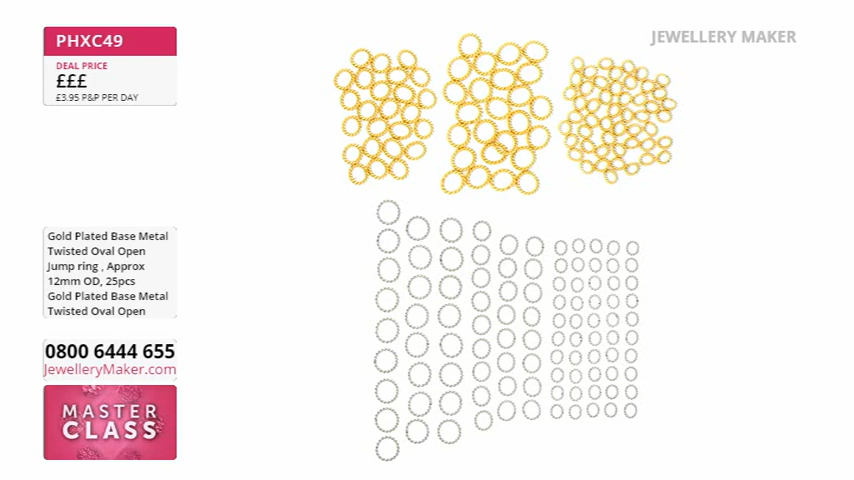 PHXC49
JEWELLERY MAKER
DEAL PRICE
£££
£3.95 P&P PER DAY
Gold Plated Base Metal
Twisted Oval Open
Jump ring , Approx
12mm OD, 25pcs
Gold Plated Base Metal
Twisted Oval Open
0800 6444 655
JewelleryMaker.com
MASTER
CLASS